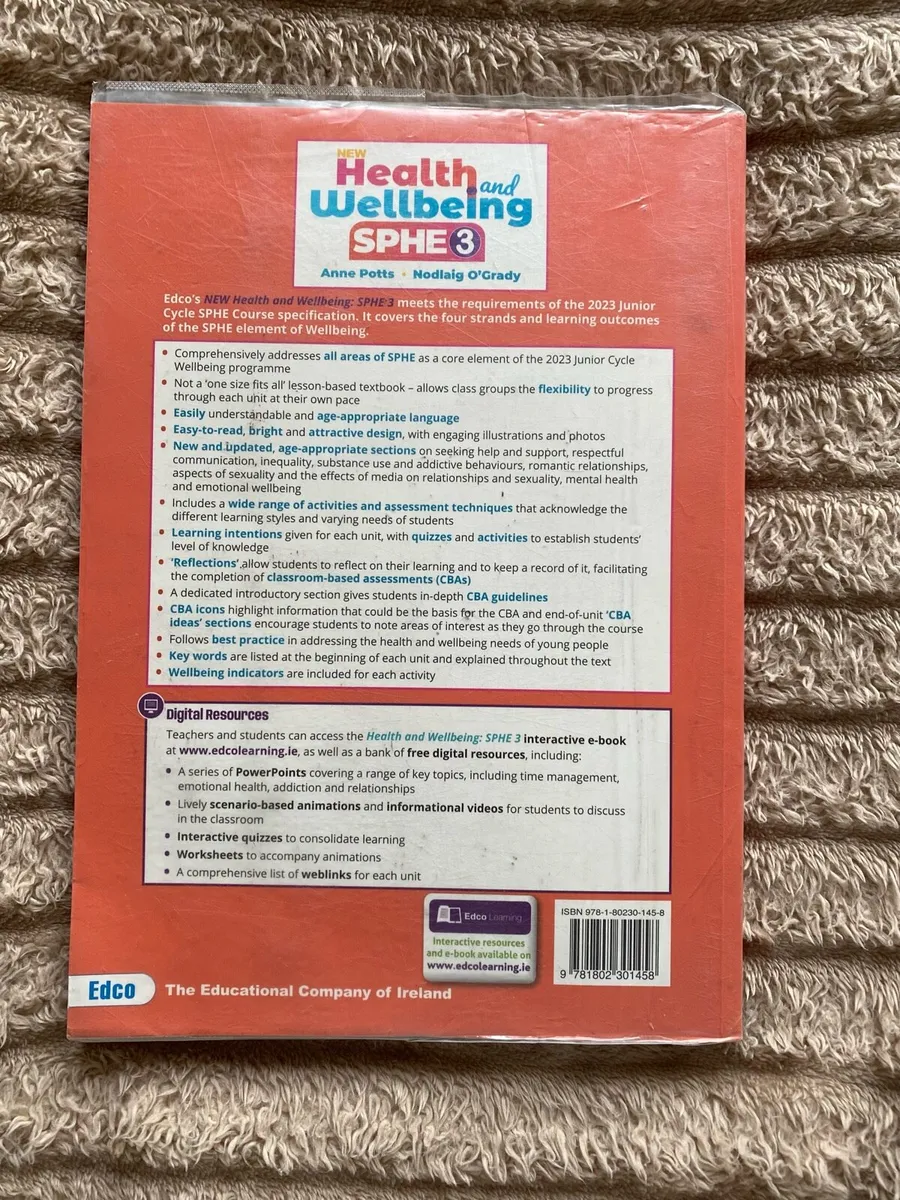 NEW
Health and
Wellbeing
SPHE 3
Anne Potts • Nodlaig O'Grady
Edco's NEW Health and Wellbeing: SPHE 3 meets the requirements of the 2023 Junior
Cycle SPHE Course specification. It covers the four strands and learning outcomes
of the SPHE element of Wellbeing.
• Comprehensively addresses all areas of SPHE as a core element of the 2023 Junior Cycle
Wellbeing programme
• Not a 'one size fits all' lesson-based textbook – allows class groups the flexibility to progress
through each unit at their own pace
• Easily understandable and age-appropriate language
• Easy-to-read, bright and attractive design, with engaging illustrations and photos
• New and updated, age-appropriate sections on seeking help and support, respectful
communication, inequality, substance use and addictive behaviours, romantic relationships,
aspects of sexuality and the effects of media on relationships and sexuality, mental health
and emotional wellbeing
• Includes a wide range of activities and assessment techniques that acknowledge the
different learning styles and varying needs of students
• Learning intentions given for each unit, with quizzes and activities to establish students'
level of knowledge
• 'Reflections' allow students to reflect on their learning and to keep a record of it, facilitating
the completion of classroom-based assessments (CBAs)
• A dedicated introductory section gives students in-depth CBA guidelines
• CBA icons highlight information that could be the basis for the CBA and end-of-unit 'CBA
ideas' sections encourage students to note areas of interest as they go through the course
• Follows best practice in addressing the health and wellbeing needs of young people
• Key words are listed at the beginning of each unit and explained throughout the text
• Wellbeing indicators are included for each activity
Digital Resources
Teachers and students can access the Health and Wellbeing: SPHE 3 interactive e-book
at www.edcolearning.ie, as well as a bank of free digital resources, including:
• A series of PowerPoints covering a range of key topics, including time management,
emotional health, addiction and relationships
• Lively scenario-based animations and informational videos for students to discuss
in the classroom
• Interactive quizzes to consolidate learning
• Worksheets to accompany animations
• A comprehensive list of weblinks for each unit
Edco Learning
Interactive resources
and e-book available on
www.edcolearning.ie
ISBN 978-1-80230-145-8
9 781802 301458
Edco
The Educational Company of Ireland